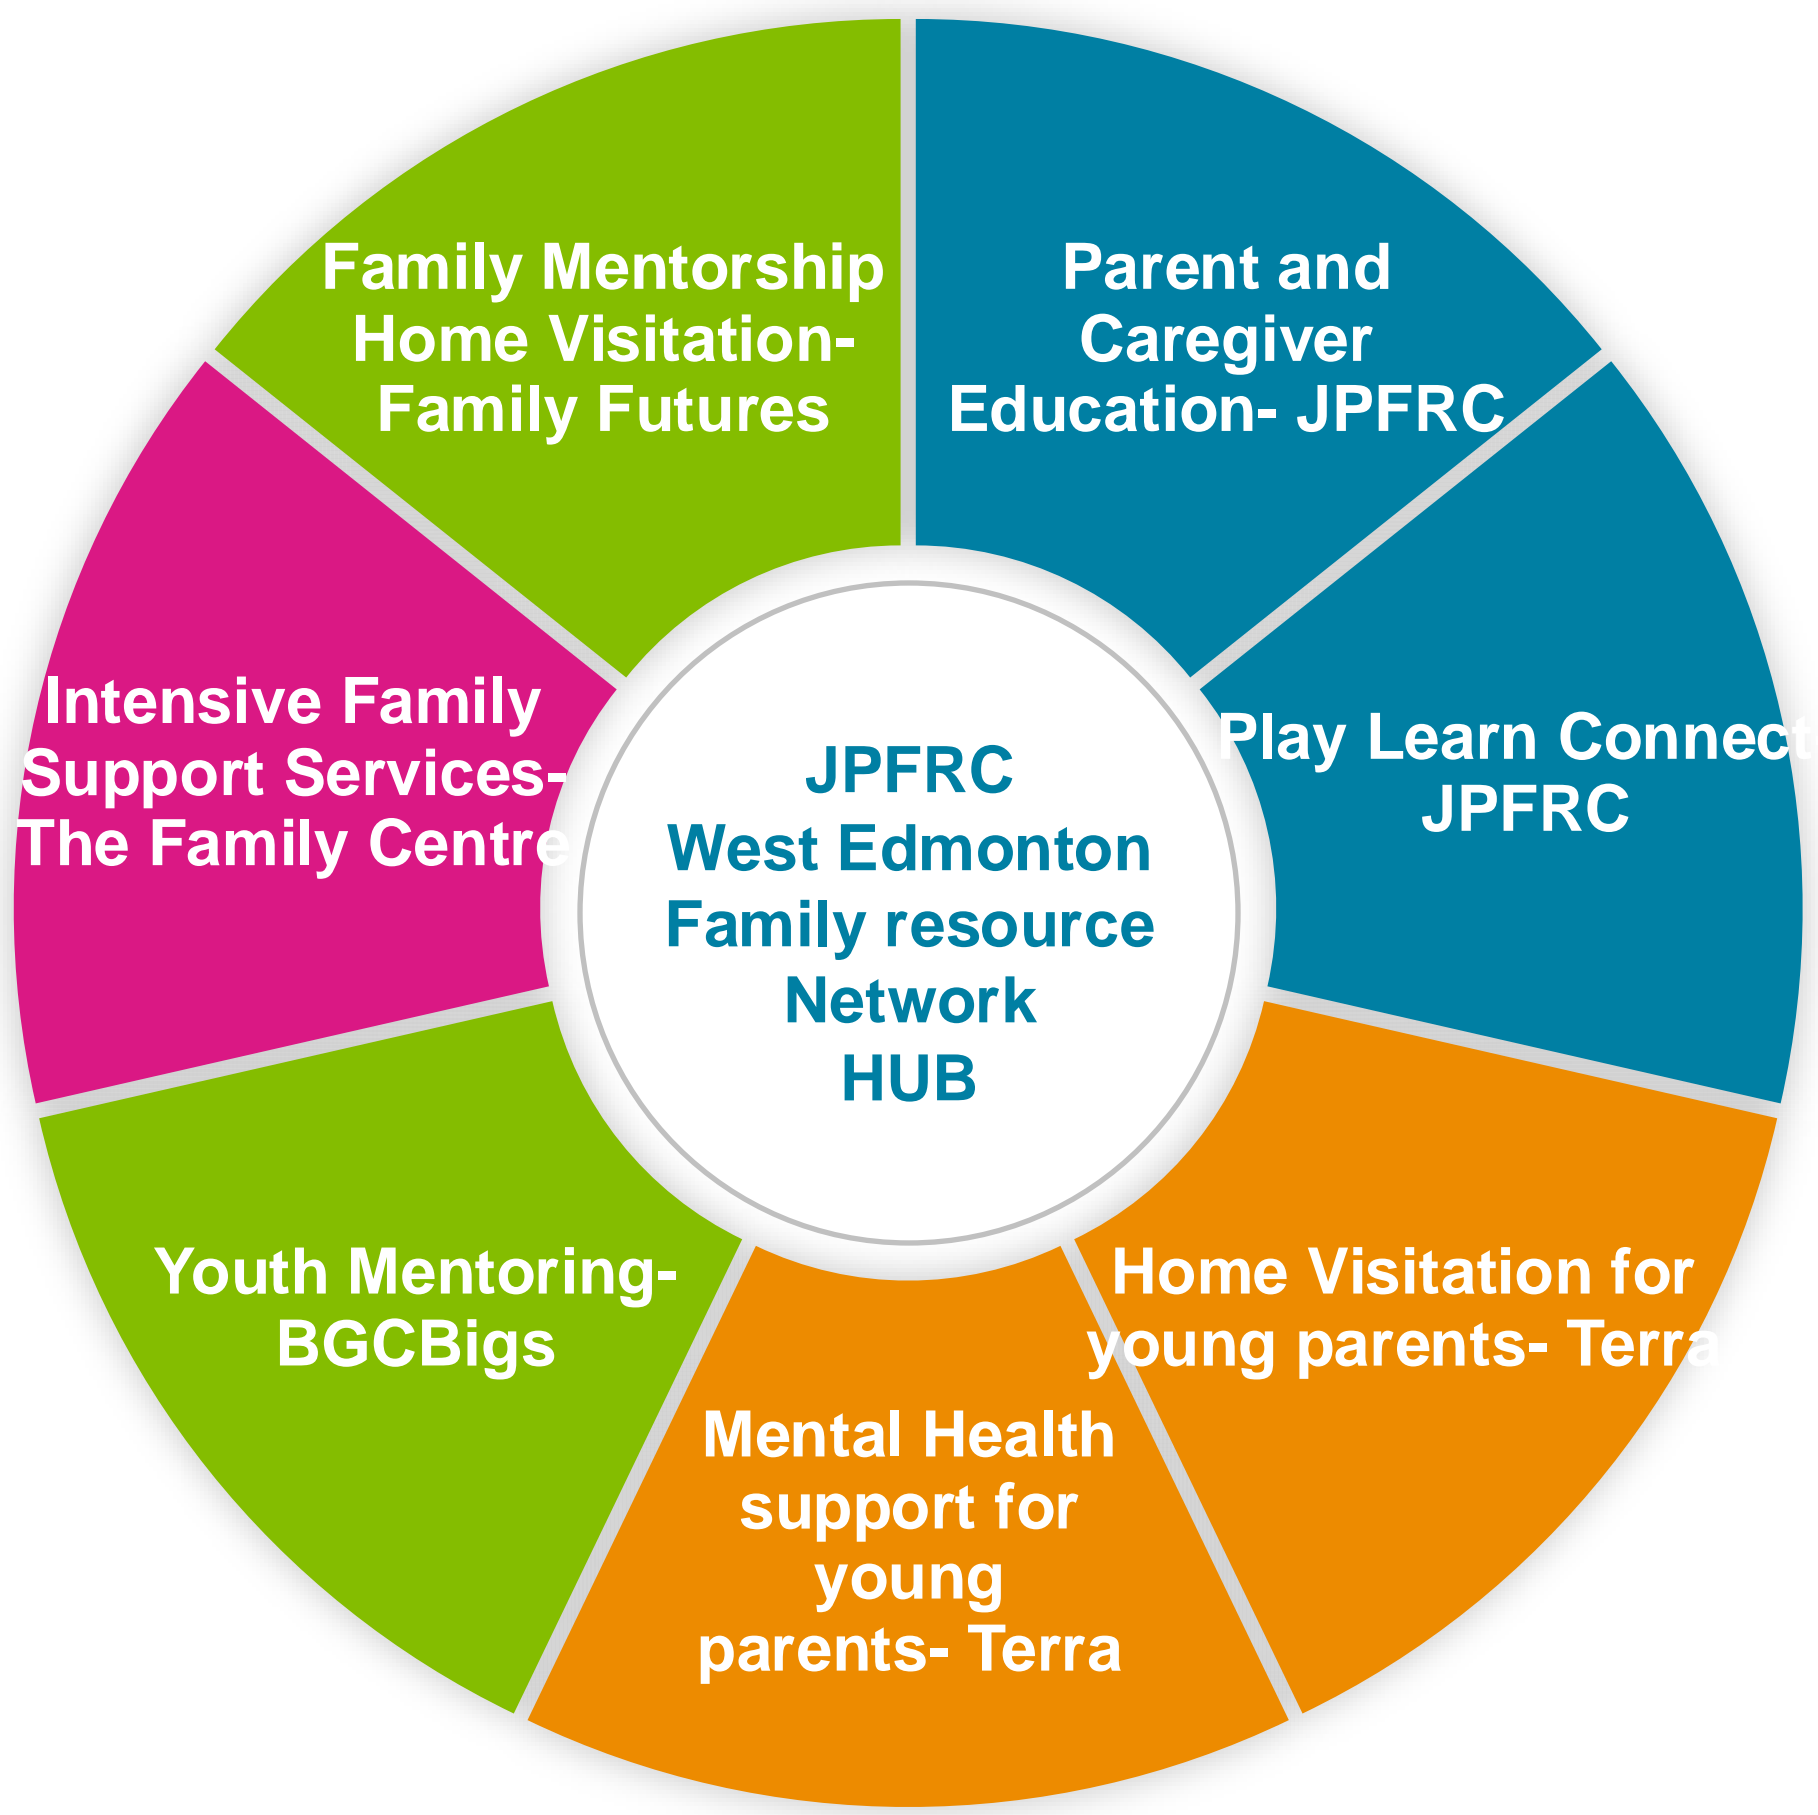 Family Mentorship
Home Visitation-
Family Futures
Parent and
Caregiver
Education- JPFRC
Intensive Family
Support Services-
The Family Centre
Play Learn Connect
JPFRC
JPFRC
West Edmonton
Family resource
Network
HUB
Youth Mentoring-
BGCBigs
Home Visitation for
young parents- Terra
Mental Health
support for
young
parents- Terra